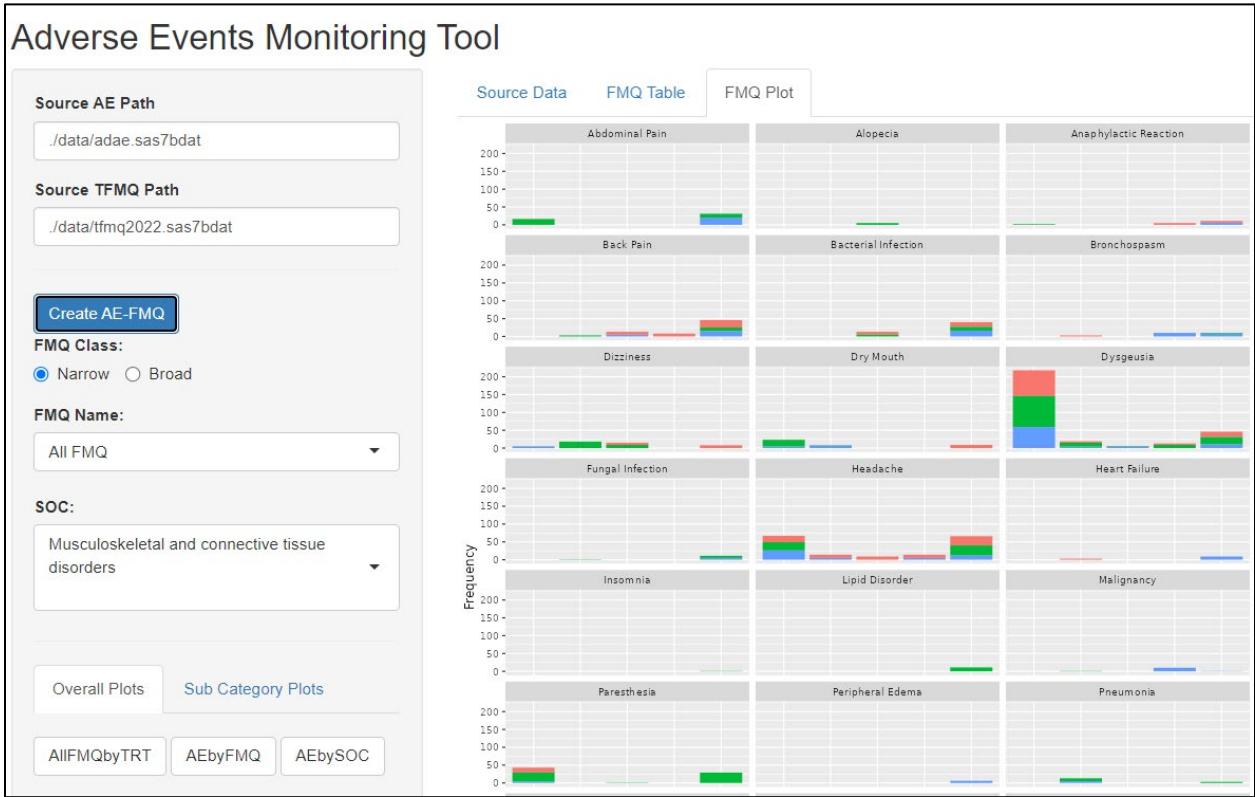 Adverse Events Monitoring Tool
Source AE Path
./data/adae.sas7bdat
Source TFMQ Path
./data/tfmq2022.sas7bdat
Create AE-FMQ
FMQ Class:
Narrow Broad
FMQ Name:
All FMQ
SOC:
Musculoskeletal and connective tissue
disorders
Overall Plots Sub Category Plots
AllFMQbyTRT AEbyFMQ AEbySOC
Source Data FMQ Table FMQ Plot
Frequency
Abdominal Pain Alopecia Anaphylactic Reaction
200
150
100
50
0
Back Pain Bacterial Infection Bronchospasm
200
150
100
50
0
Dizziness Dry Mouth Dysgeusia
200
150
100
50
0
Fungal Infection Headache Heart Failure
200
150
100
50
0
Insomnia Lipid Disorder Malignancy
200
150
100
50
0
Paresthesia Peripheral Edema Pneumonia
200
150
100
50
0